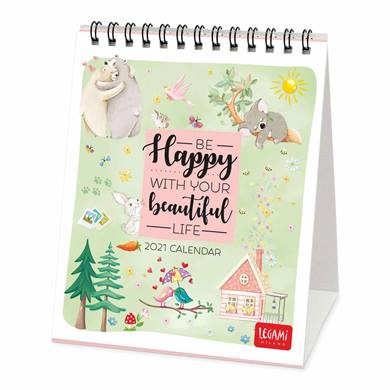 BE
Happy
WITH YOUR
beautiful
LIFE
2021 CALENDAR
LEGAMI
MILANO